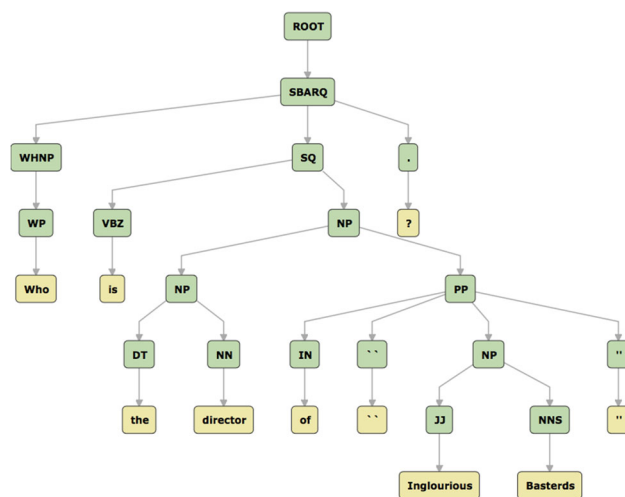 ROOT
SBARQ
WHNP SQ .
WP VBZ NP ?
Who is NP PP
DT NN IN `` NP ''
the director of `` JJ NNS ''
Inglourious Basterds